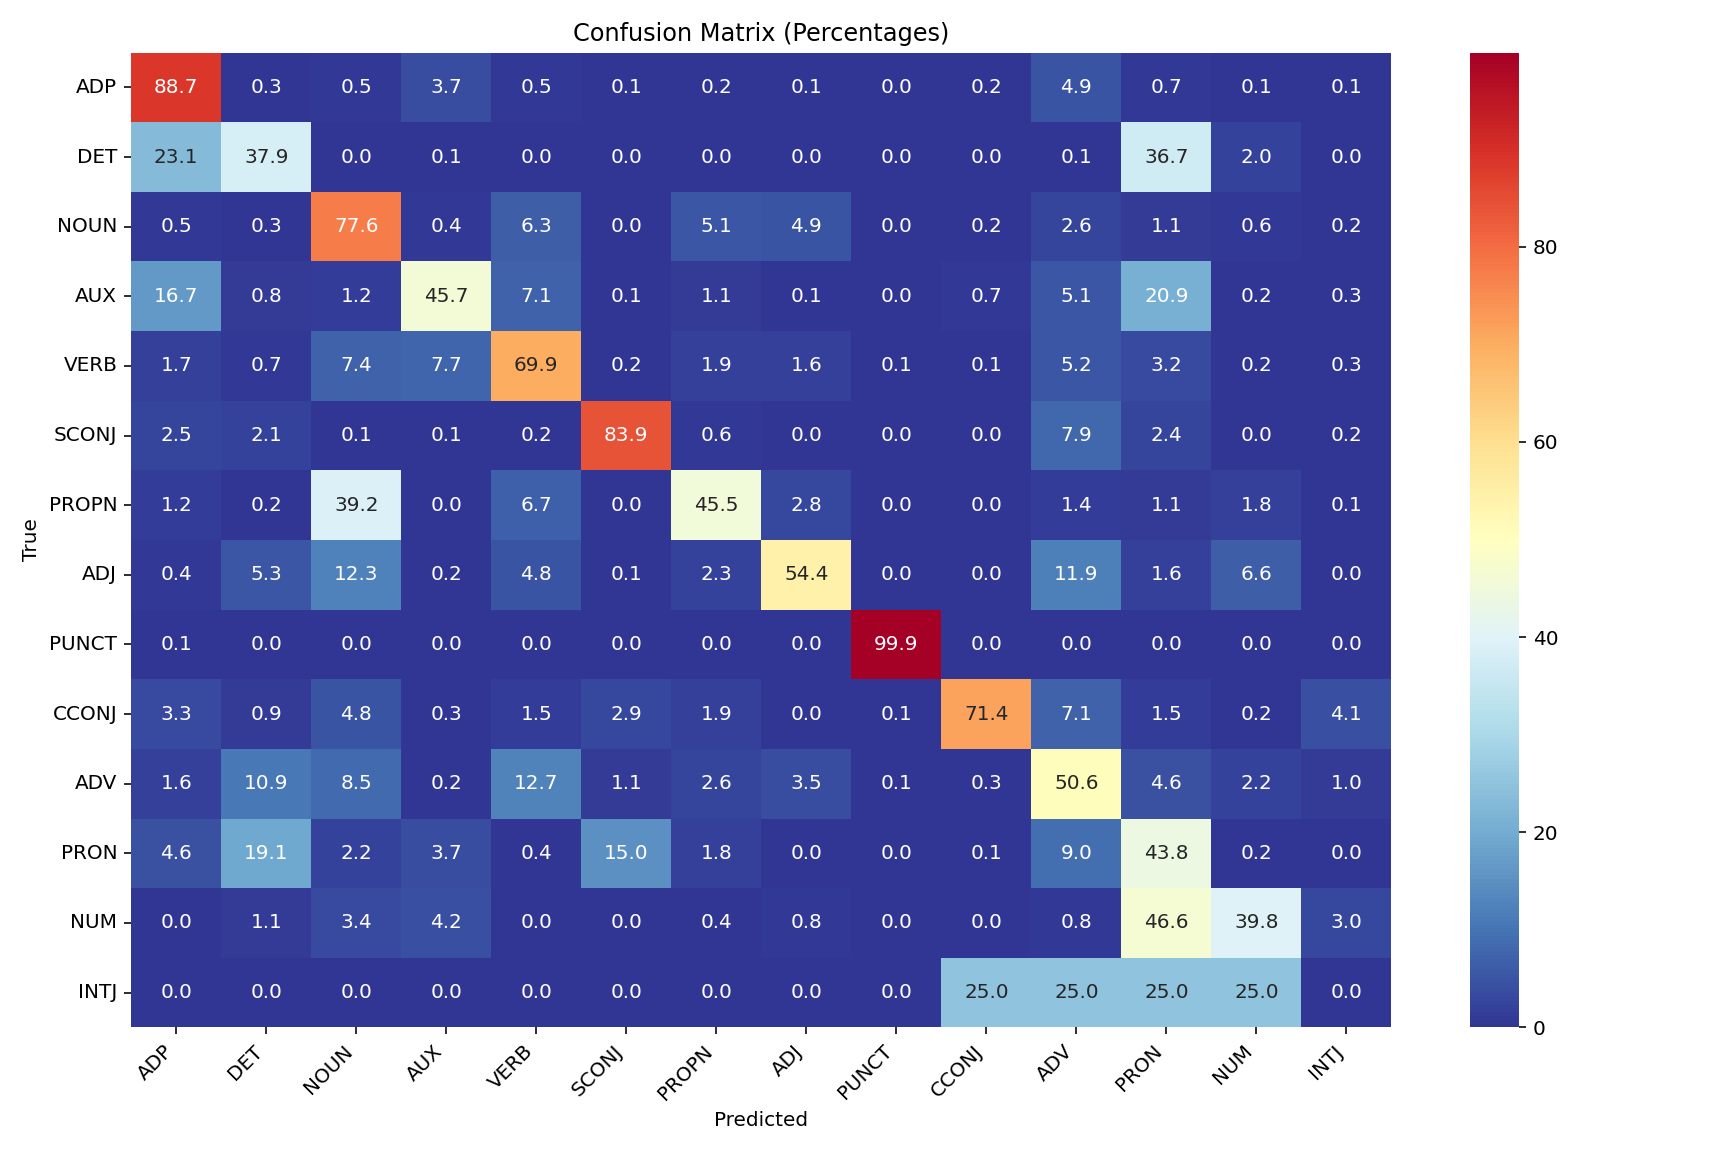 Confusion Matrix (Percentages)
ADP 88.7 0.3 0.5 3.7 0.5 0.1 0.2 0.1 0.0 0.2 4.9 0.7 0.1 0.1
DET 23.1 37.9 0.0 0.1 0.0 0.0 0.0 0.0 0.0 0.0 0.1 36.7 2.0 0.0
NOUN 0.5 0.3 77.6 0.4 6.3 0.0 5.1 4.9 0.0 0.2 2.6 1.1 0.6 0.2
AUX 16.7 0.8 1.2 45.7 7.1 0.1 1.1 0.1 0.0 0.7 5.1 20.9 0.2 0.3
VERB 1.7 0.7 7.4 7.7 69.9 0.2 1.9 1.6 0.1 0.1 5.2 3.2 0.2 0.3
SCONJ 2.5 2.1 0.1 0.1 0.2 83.9 0.6 0.0 0.0 0.0 7.9 2.4 0.0 0.2
PROPN 1.2 0.2 39.2 0.0 6.7 0.0 45.5 2.8 0.0 0.0 1.4 1.1 1.8 0.1
ADJ 0.4 5.3 12.3 0.2 4.8 0.1 2.3 54.4 0.0 0.0 11.9 1.6 6.6 0.0
PUNCT 0.1 0.0 0.0 0.0 0.0 0.0 0.0 0.0 99.9 0.0 0.0 0.0 0.0 0.0
CCONJ 3.3 0.9 4.8 0.3 1.5 2.9 1.9 0.0 0.1 71.4 7.1 1.5 0.2 4.1
ADV 1.6 10.9 8.5 0.2 12.7 1.1 2.6 3.5 0.1 0.3 50.6 4.6 2.2 1.0
PRON 4.6 19.1 2.2 3.7 0.4 15.0 1.8 0.0 0.0 0.1 9.0 43.8 0.2 0.0
NUM 0.0 1.1 3.4 4.2 0.0 0.0 0.4 0.8 0.0 0.0 0.8 46.6 39.8 3.0
INTJ 0.0 0.0 0.0 0.0 0.0 0.0 0.0 0.0 0.0 25.0 25.0 25.0 25.0 0.0
ADP DET NOUN AUX VERB SCONJ PROPN ADJ PUNCT CCONJ ADV PRON NUM INTJ
Predicted
True
80
60
40
20
0